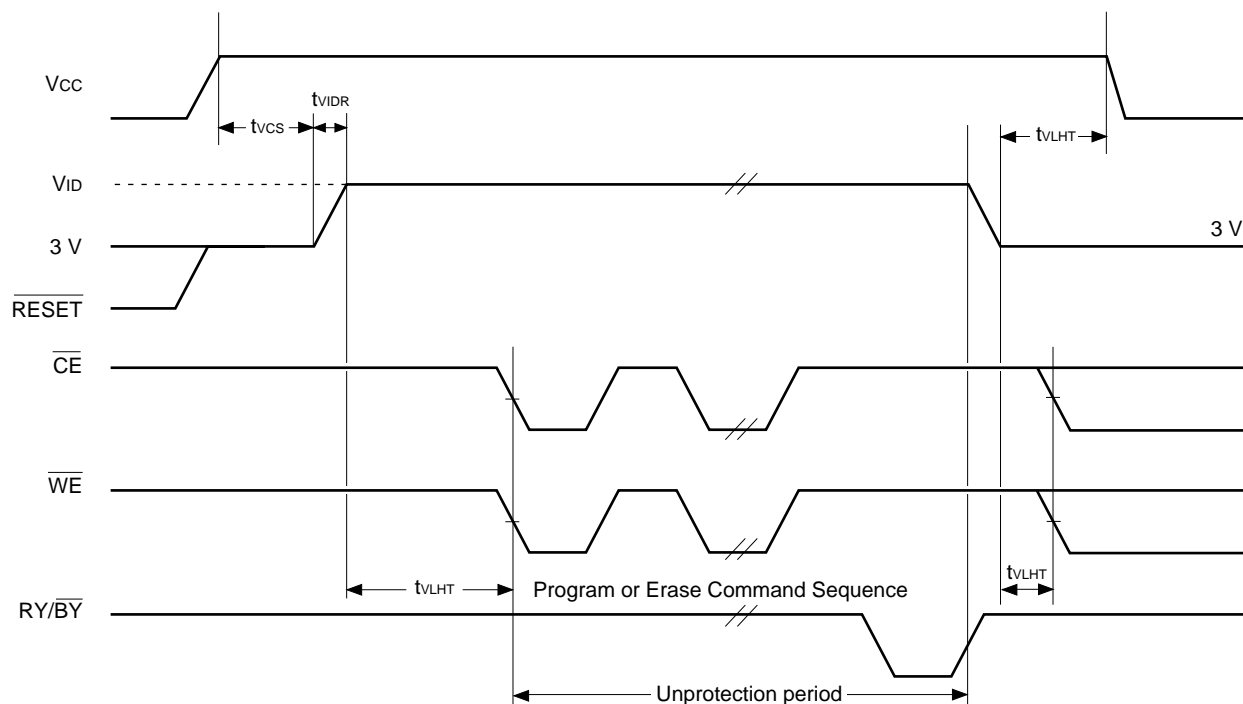 VCC
tVIDR
tVCS
tVLHT
VID
3 V
3 V
RESET
CE
WE
tVLHT
Program or Erase Command Sequence
tVLHT
RY/BY
Unprotection period